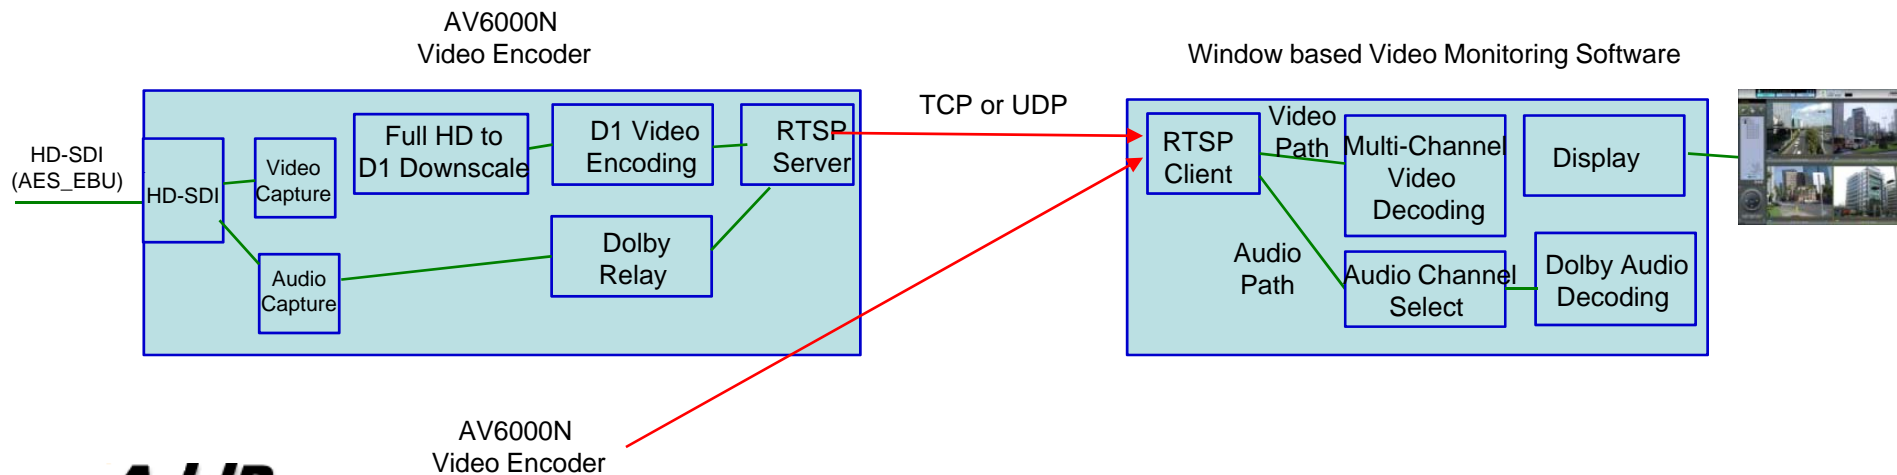 AV6000N
Video Encoder
Window based Video Monitoring Software
HD-SDI
(AES_EBU)
HD-SDI
Video
Capture
Audio
Capture
Full HD to
D1 Downscale
D1 Video
Encoding
Dolby
Relay
RTSP
Server
TCP or UDP
RTSP
Client
Video
Path
Audio
Path
Multi-Channel
Video
Decoding
Audio Channel
Select
Display
Dolby Audio
Decoding
AV6000N
Video Encoder